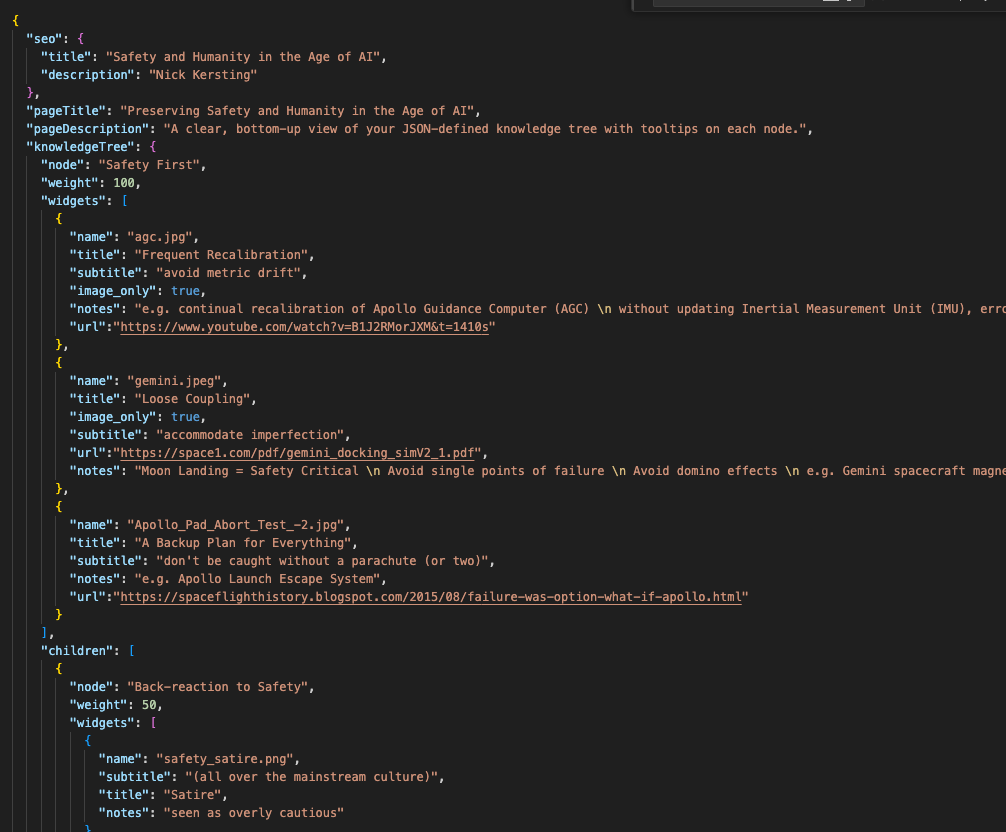 {
"seo": {
"title": "Safety and Humanity in the Age of AI",
"description": "Nick Kersting"
},
"pageTitle": "Preserving Safety and Humanity in the Age of AI",
"pageDescription": "A clear, bottom-up view of your JSON-defined knowledge tree with tooltips on each node.",
"knowledgeTree": {
"node": "Safety First",
"weight": 100,
"widgets": [
{
"name": "agc.jpg",
"title": "Frequent Recalibration",
"subtitle": "avoid metric drift",
"image_only": true,
"notes": "e.g. continual recalibration of Apollo Guidance Computer (AGC) \n without updating Inertial Measurement Unit (IMU), erro
"url":"https://www.youtube.com/watch?v=B1J2RMorJXM&t=1410s"
},
{
"name": "gemini.jpeg",
"title": "Loose Coupling",
"image_only": true,
"subtitle": "accommodate imperfection",
"url":"https://space1.com/pdf/gemini_docking_simV2_1.pdf",
"notes": "Moon Landing = Safety Critical \n Avoid single points of failure \n Avoid domino effects \n e.g. Gemini spacecraft magne
},
{
"name": "Apollo_Pad_Abort_Test_-2.jpg",
"title": "A Backup Plan for Everything",
"subtitle": "don't be caught without a parachute (or two)",
"notes": "e.g. Apollo Launch Escape System",
"url":"https://spaceflighthistory.blogspot.com/2015/08/failure-was-option-what-if-apollo.html"
}
],
"children": [
{
"node": "Back-reaction to Safety",
"weight": 50,
"widgets": [
{
"name": "safety_satire.png",
"subtitle": "(all over the mainstream culture)",
"title": "Satire",
"notes": "seen as overly cautious"
}